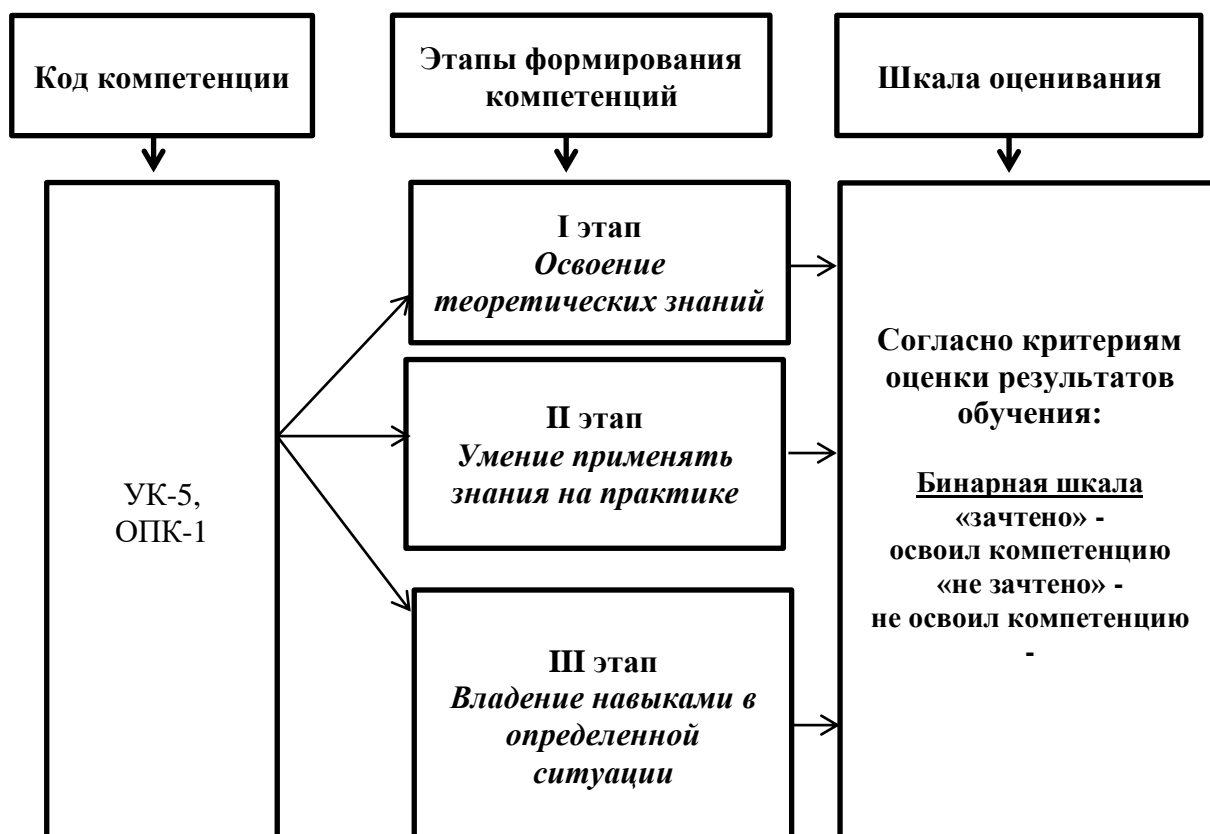 Код компетенции
Этапы формирования
компетенций
Шкала оценивания
УК-5,
ОПК-1
I этап
Освоение
теоретических знаний
II этап
Умение применять
знания на практике
III этап
Владение навыками в
определенной
ситуации
Согласно критериям
оценки результатов
обучения:
Бинарная шкала
«зачтено» -
освоил компетенцию
«не зачтено» -
не освоил компетенцию
-